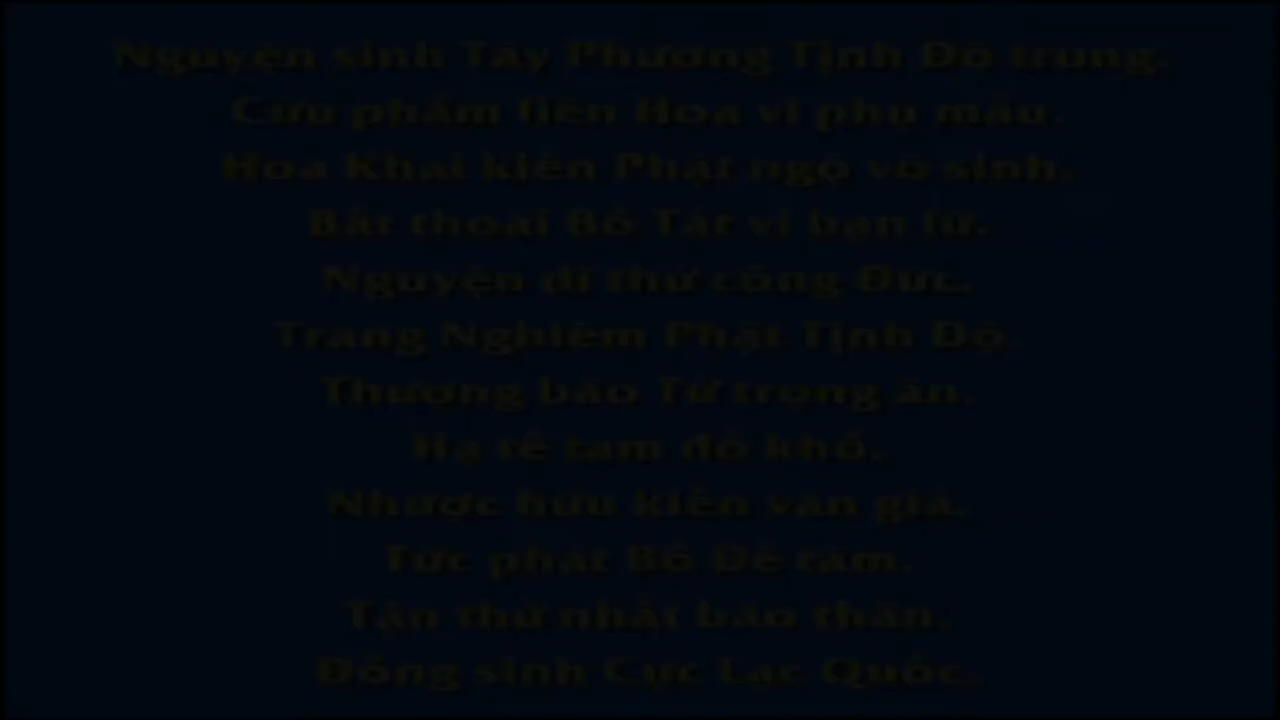 Nguyện sinh Tây Phương Tịnh Độ trung.
Cửu phẩm liên Hoa vi phụ mẫu.
Hoa Khai kiến Phật ngộ vô sinh.
Bất thoái Bồ Tát vi bạn lữ.
Nguyện dĩ thử công Đức.
Trang Nghiêm Phật Tịnh Độ.
Thượng báo Tứ trọng ân.
Hạ tế tam đồ khổ.
Nhược hữu kiến văn giả.
Tức phát Bồ Đề tâm.
Tận thử nhất báo thân.
Đồng sinh Cực Lạc Quốc.